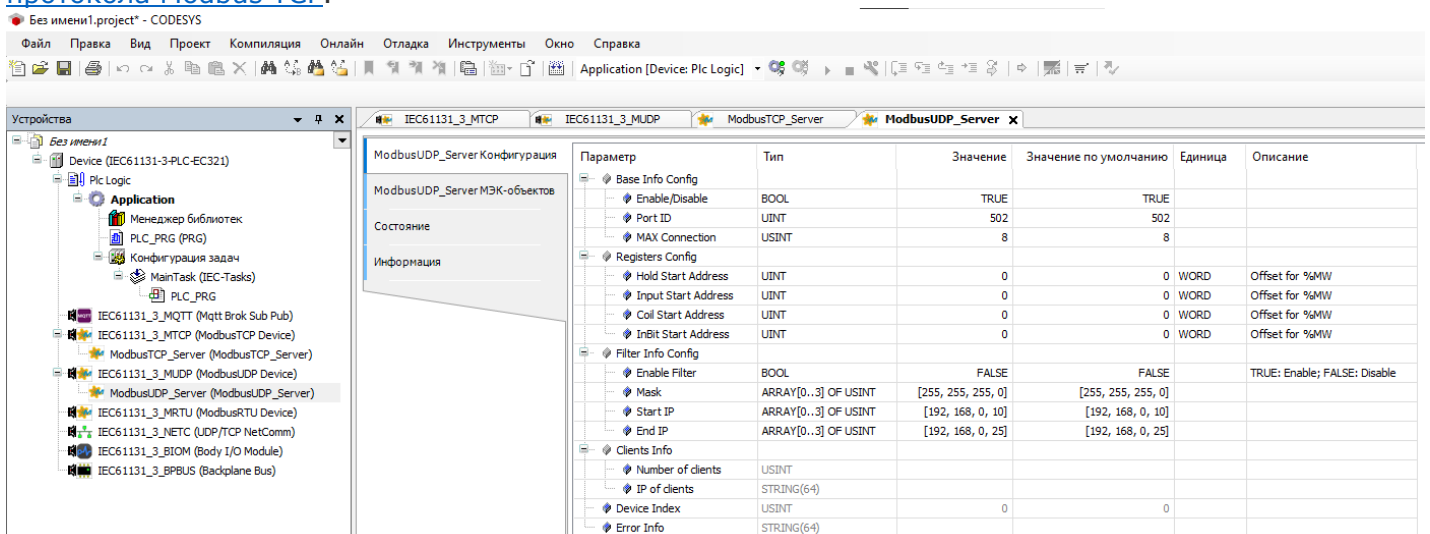 протокола Modbus TCP.
Без имени1.project* - CODESYS
Файл Правка Вид Проект Компиляция Онлайн Отладка Инструменты Окно Справка
Application [Device: Plc Logic]
Устройства
IEC61131_3_MTCP IEC61131_3_MUDP ModbusTCP_Server ModbusUDP_Server
Без имени1
Device (IEC61131-3-PLC-EC321)
Plc Logic
Application
Менеджер библиотек
PLC_PRG (PRG)
Конфигурация задач
MainTask (IEC-Tasks)
PLC_PRG
IEC61131_3_MQTT (Mqtt Brok Sub Pub)
IEC61131_3_MTCP (ModbusTCP Device)
ModbusTCP_Server (ModbusTCP_Server)
IEC61131_3_MUDP (ModbusUDP Device)
ModbusUDP_Server (ModbusUDP_Server)
IEC61131_3_MRTU (ModbusRTU Device)
IEC61131_3_NETC (UDP/TCP NetComm)
IEC61131_3_BIOM (Body I/O Module)
IEC61131_3_BPBUS (Backplane Bus)
ModbusUDP_Server Конфигурация
ModbusUDP_Server МЭК-объектов
Состояние
Информация
Параметр Тип Значение Значение по умолчанию Единица Описание
Base Info Config
Enable/Disable BOOL TRUE TRUE
Port ID UINT 502 502
MAX Connection USINT 8 8
Registers Config
Hold Start Address UINT 0 0 WORD Offset for %MW
Input Start Address UINT 0 0 WORD Offset for %MW
Coil Start Address UINT 0 0 WORD Offset for %MW
InBit Start Address UINT 0 0 WORD Offset for %MW
Filter Info Config
Enable Filter BOOL FALSE FALSE TRUE: Enable; FALSE: Disable
Mask ARRAY[0..3] OF USINT [255, 255, 255, 0] [255, 255, 255, 0]
Start IP ARRAY[0..3] OF USINT [192, 168, 0, 10] [192, 168, 0, 10]
End IP ARRAY[0..3] OF USINT [192, 168, 0, 25] [192, 168, 0, 25]
Clients Info
Number of clients USINT
IP of clients STRING(64)
Device Index USINT 0 0
Error Info STRING(64)